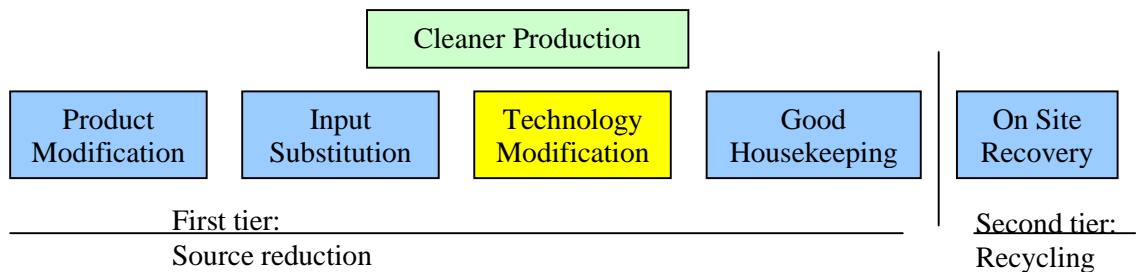 Cleaner Production
Product
Modification
Input
Substitution
Technology
Modification
Good
Housekeeping
On Site
Recovery
First tier:
Source reduction
Second tier:
Recycling